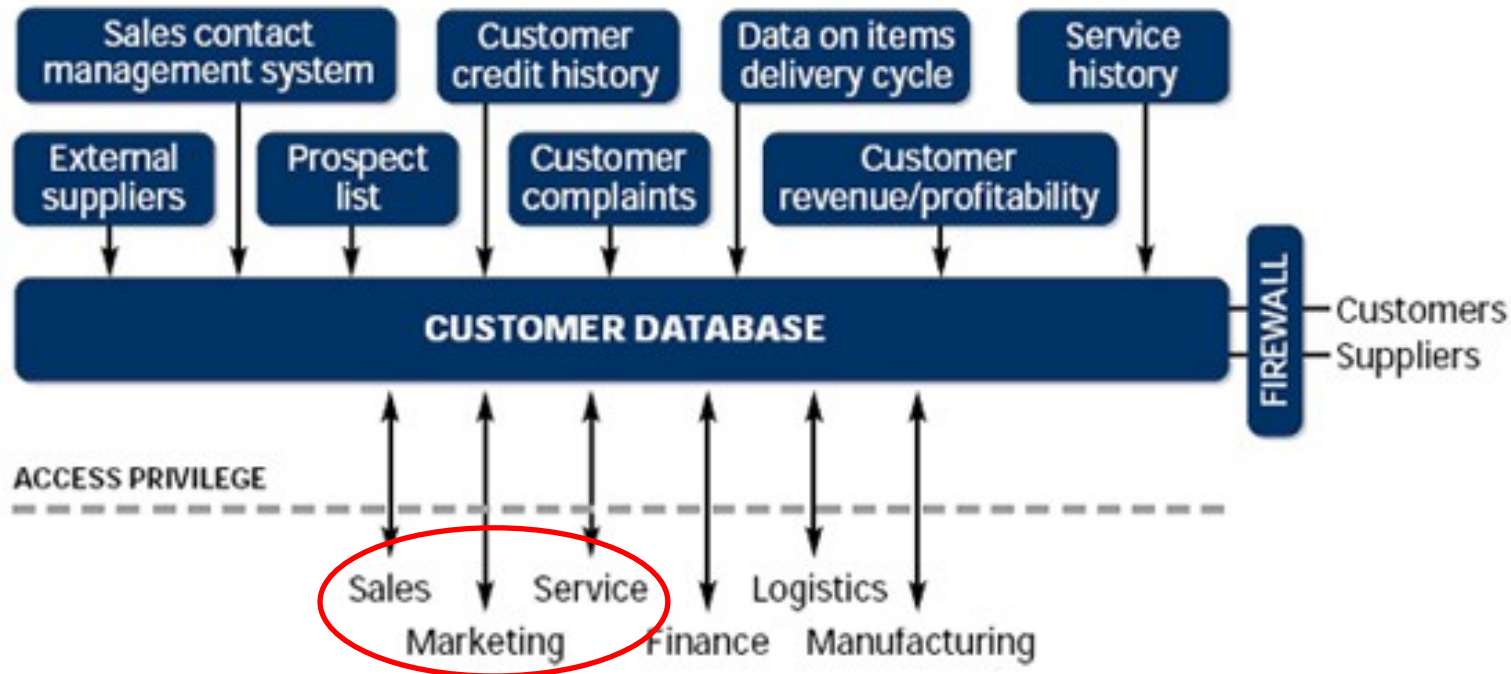 Sales contact
management system
Customer
credit history
Data on items
delivery cycle
Service
history
External
suppliers
Prospect
list
Customer
complaints
Customer
revenue/profitability
CUSTOMER DATABASE
FIREWALL
Customers
Suppliers
ACCESS PRIVILEGE
Sales
Service
Logistics
Marketing
Finance
Manufacturing